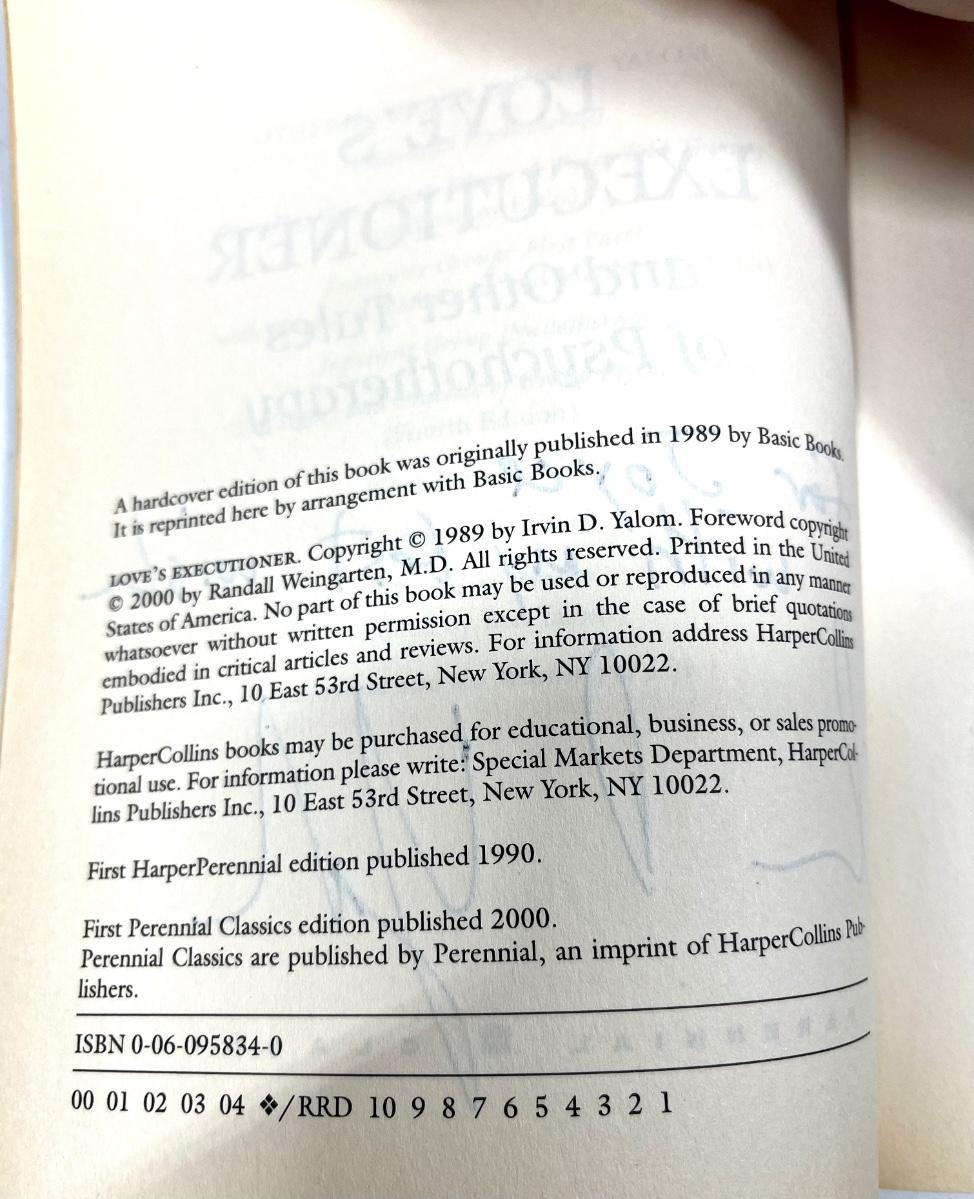 A hardcover edition of this book was originally published in 1989 by Basic Books.
It is reprinted here by arrangement with Basic Books.
LOVE'S EXECUTIONER. Copyright © 1989 by Irvin D. Yalom. Foreword copyright
© 2000 by Randall Weingarten, M.D. All rights reserved. Printed in the United
States of America. No part of this book may be used or reproduced in any manner
whatsoever without written permission except in the case of brief quotations
embodied in critical articles and reviews. For information address HarperCollins
Publishers Inc., 10 East 53rd Street, New York, NY 10022.
HarperCollins books may be purchased for educational, business, or sales promo-
tional use. For information please write: Special Markets Department, HarperCol-
lins Publishers Inc., 10 East 53rd Street, New York, NY 10022.
First HarperPerennial edition published 1990.
First Perennial Classics edition published 2000.
Perennial Classics are published by Perennial, an imprint of HarperCollins Pub-
lishers.
ISBN 0-06-095834-0
00 01 02 03 04 ❖/RRD 10 9 8 7 6 5 4 3 2 1